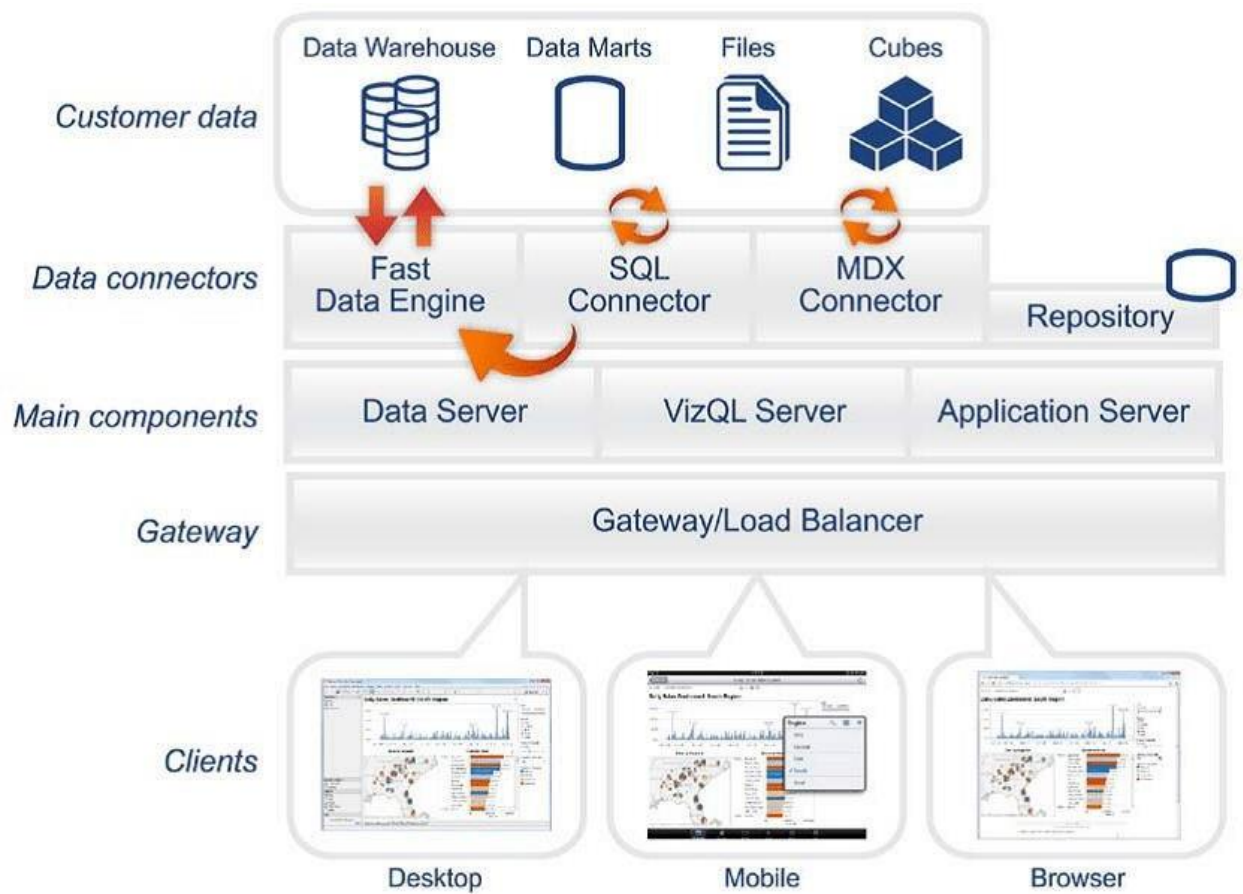 Data Warehouse
Data Marts
Files
Cubes
Customer data
Data connectors
Fast
Data Engine
SQL
Connector
MDX
Connector
Repository
Main components
Data Server
VizQL Server
Application Server
Gateway
Gateway/Load Balancer
Clients
Desktop
Mobile
Browser